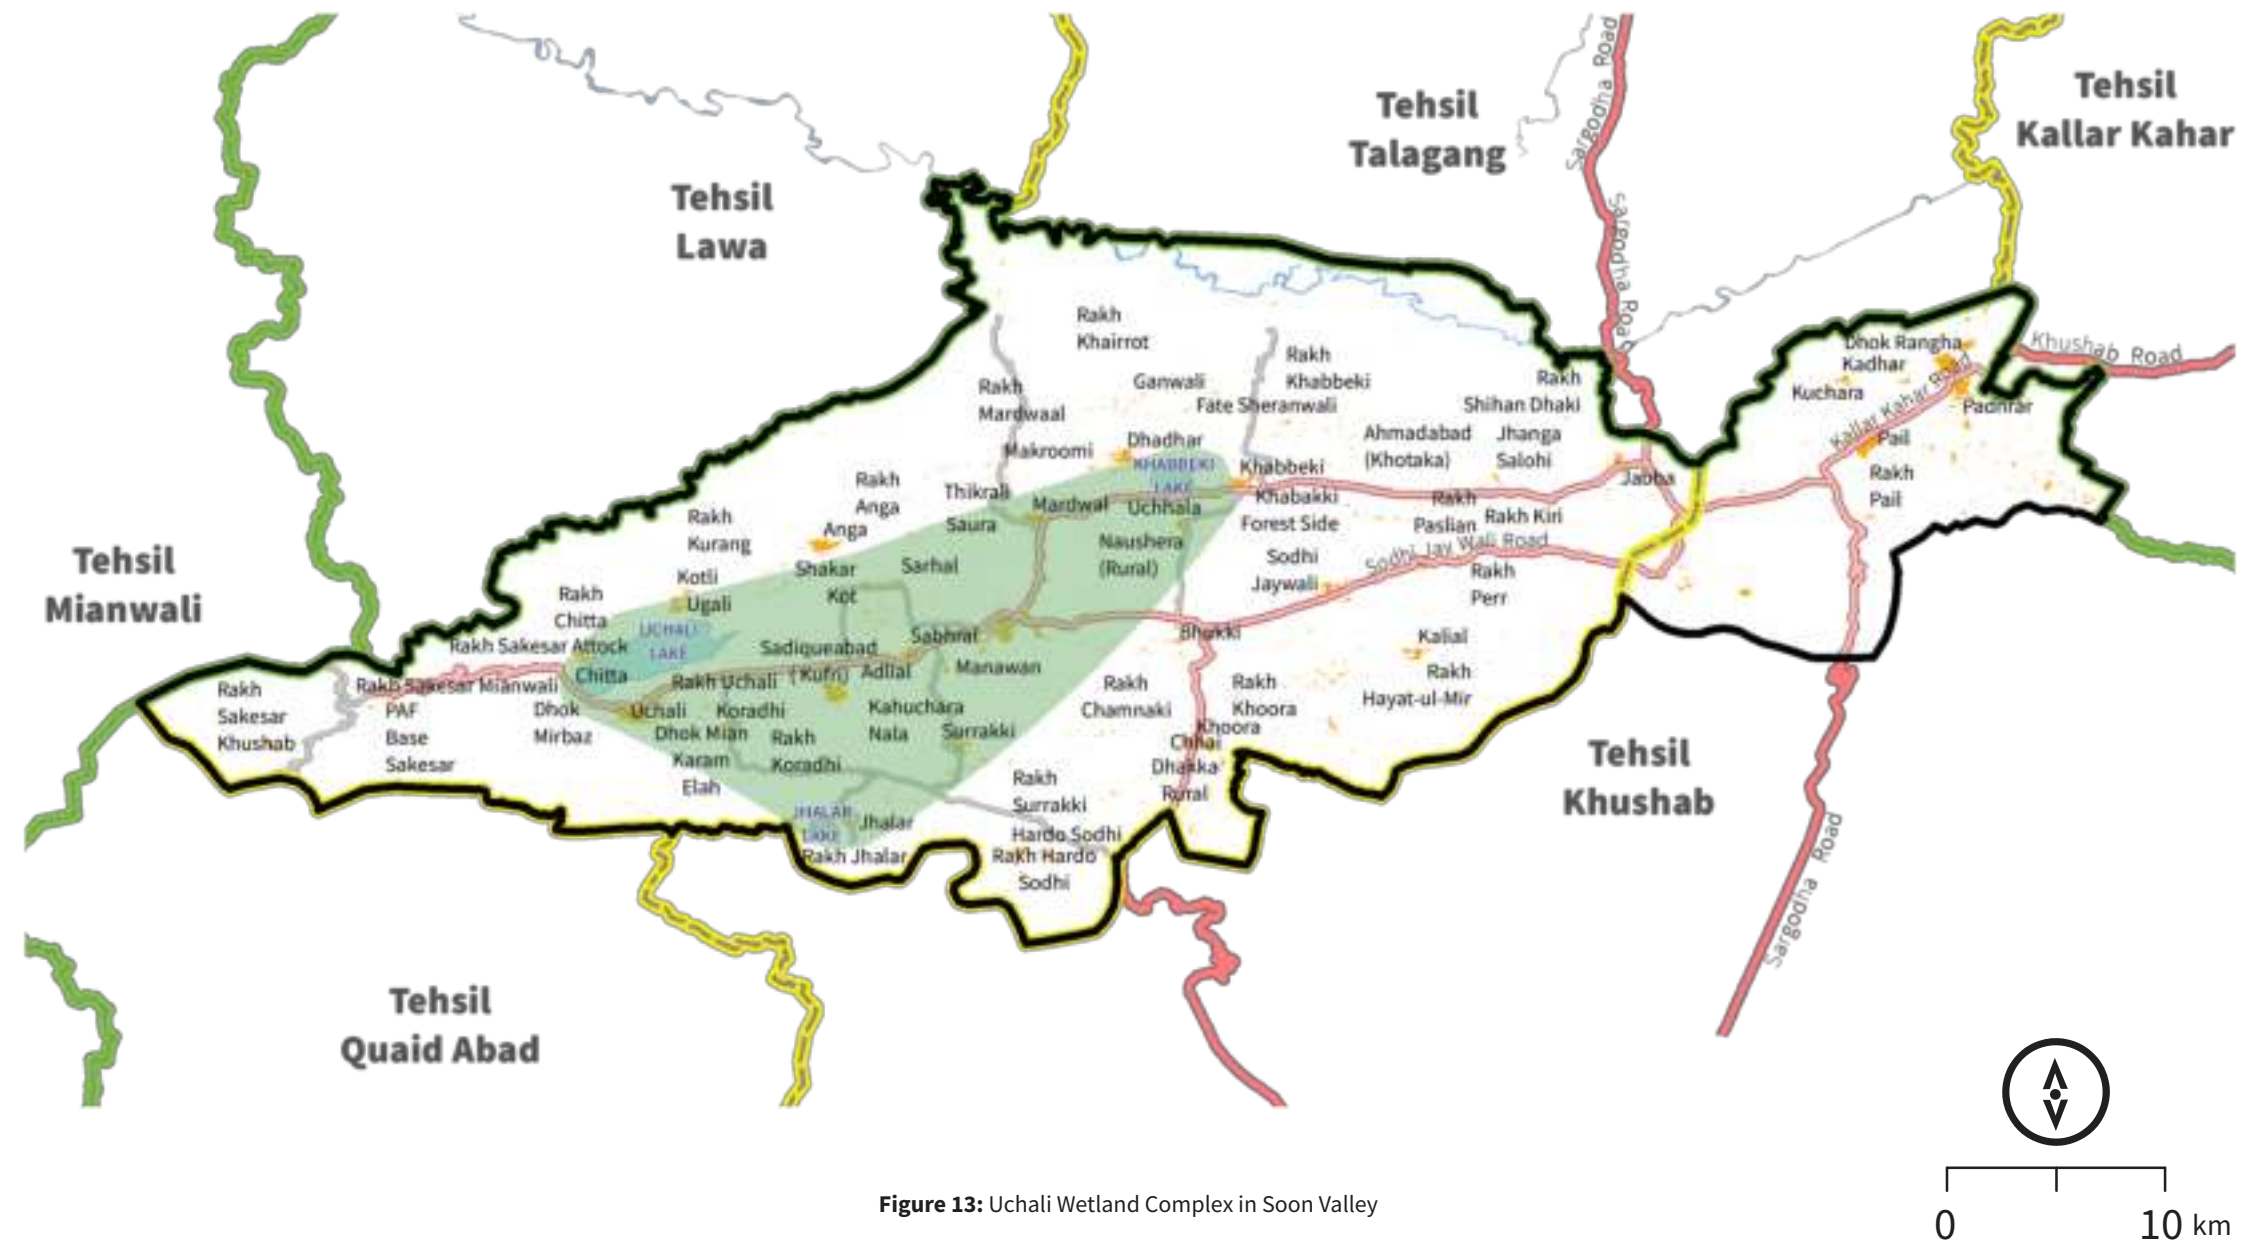 Tehsil
Lawa
Tehsil
Talagang
Tehsil
Kallar Kahar
Tehsil
Mianwali
Tehsil
Quaid Abad
Tehsil
Khushab
Sargodha Road
Sargodha Road
Khushab Road
Kallar Kahar Road
Sodhi Jay Wali Road
Sargodha Road
Rakh
Khairrot
Rakh
Mardwaal
Ganwali
Rakh
Khabbeki
Fate Sheranwali
Rakh
Shihan Dhaki
Dhok Rangha
Kadhar
Kuchara
Padhrar
Pail
Rakh
Pail
Makroomi
Dhadhar
KHABBEKI
LAKE
Khabbeki
Khabakki
Forest Side
Ahmadabad
(Khotaka)
Jhanga
Salohi
Jabba
Rakh
Paslian
Rakh Kiri
Rakh
Anga
Anga
Thikrali
Saura
Mardwal
Uchhala
Naushera
(Rural)
Sodhi
Jaywali
Rakh
Perr
Rakh
Kurang
Kotli
Ugali
Shakar
Kot
Sarhal
Rakh
Chitta
UCHALI
LAKE
Rakh Sakesar Attock
Chitta
Sadiqueabad
(Kufri)
Sabhral
Adlial
Manawan
Bhukki
Kalial
Rakh
Hayat-ul-Mir
Rakh Sakesar Mianwali
Rakh
Sakesar
Khushab
PAF
Base
Sakesar
Dhok
Mirbaz
Rakh Uchali
Uchali
Koradhi
Dhok Mian
Karam
Elah
Rakh
Koradhi
Kahuchara
Nala
Surrakki
Rakh
Chamnaki
Rakh
Khoora
Khoora
Chhai
Dhakka
Rural
Rakh
Surrakki
JHALAR
LAKE
Jhalar
Rakh Jhalar
Hardo Sodhi
Rakh Hardo
Sodhi
0
10 km
Figure 13: Uchali Wetland Complex in Soon Valley